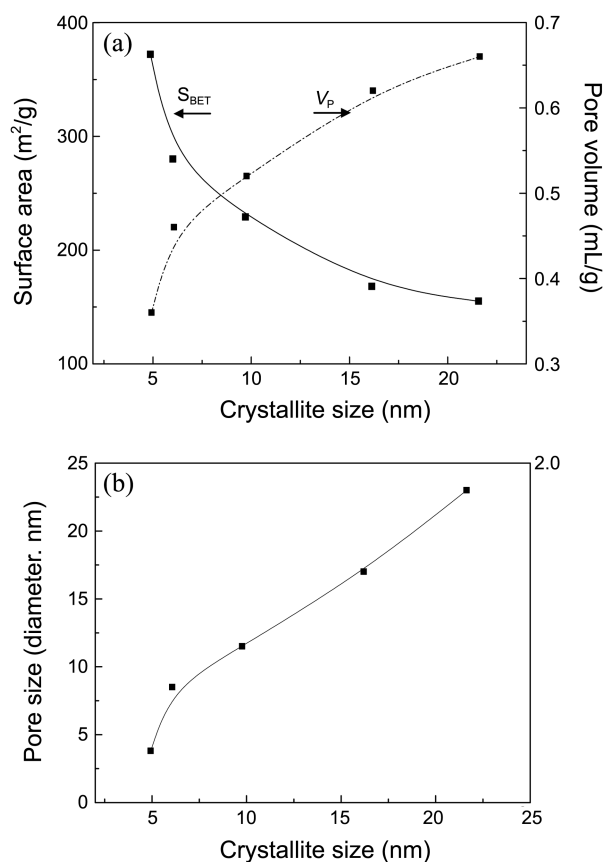 (a)
S_BET
V_P
400
300
200
100
0.7
0.6
0.5
0.4
0.3
5
10
15
20
Surface area (m²/g)
Pore volume (mL/g)
Crystallite size (nm)
(b)
25
20
15
10
5
0
2.0
5
10
15
20
25
Pore size (diameter. nm)
Crystallite size (nm)